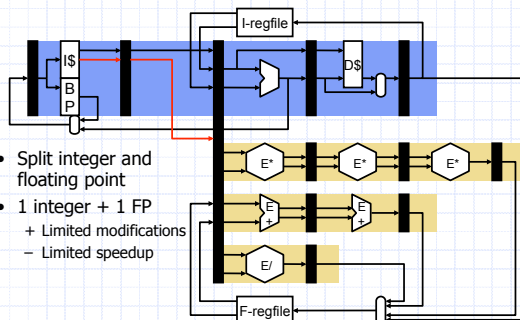 I-regfile
I$
B
P
D$
• Split integer and
floating point
• 1 integer + 1 FP
+ Limited modifications
– Limited speedup
E*
E*
E*
E
+
E
+
E/
F-regfile